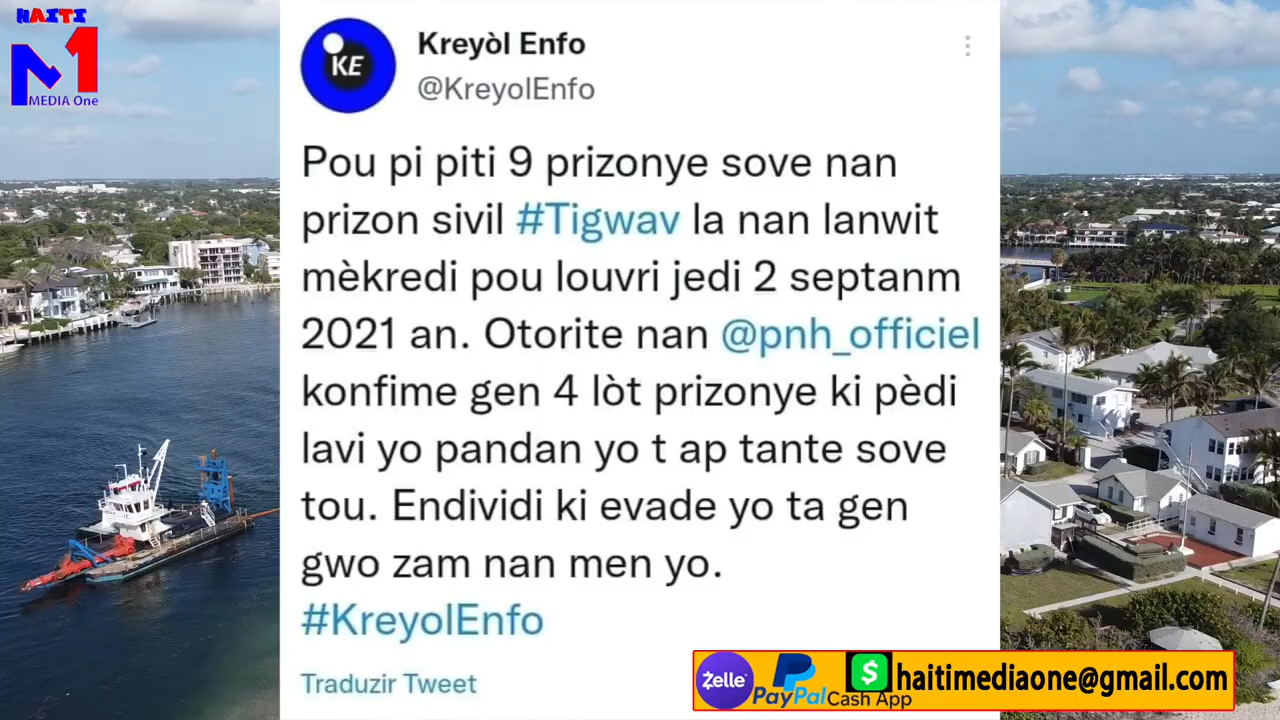 HAITI
M1
MEDIA One
KE
Kreyòl Enfo
@KreyolEnfo
Pou pi piti 9 prizonye sove nan
prizon sivil #Tigwav la nan lanwit
mèkredi pou louvri jedi 2 septanm
2021 an. Otorite nan @pnh_officiel
konfime gen 4 lòt prizonye ki pèdi
lavi yo pandan yo t ap tante sove
tou. Endividi ki evade yo ta gen
gwo zam nan men yo.
#KreyolEnfo
Traduzir Tweet
Zelle PayPal $ Cash App haitimediaone@gmail.com